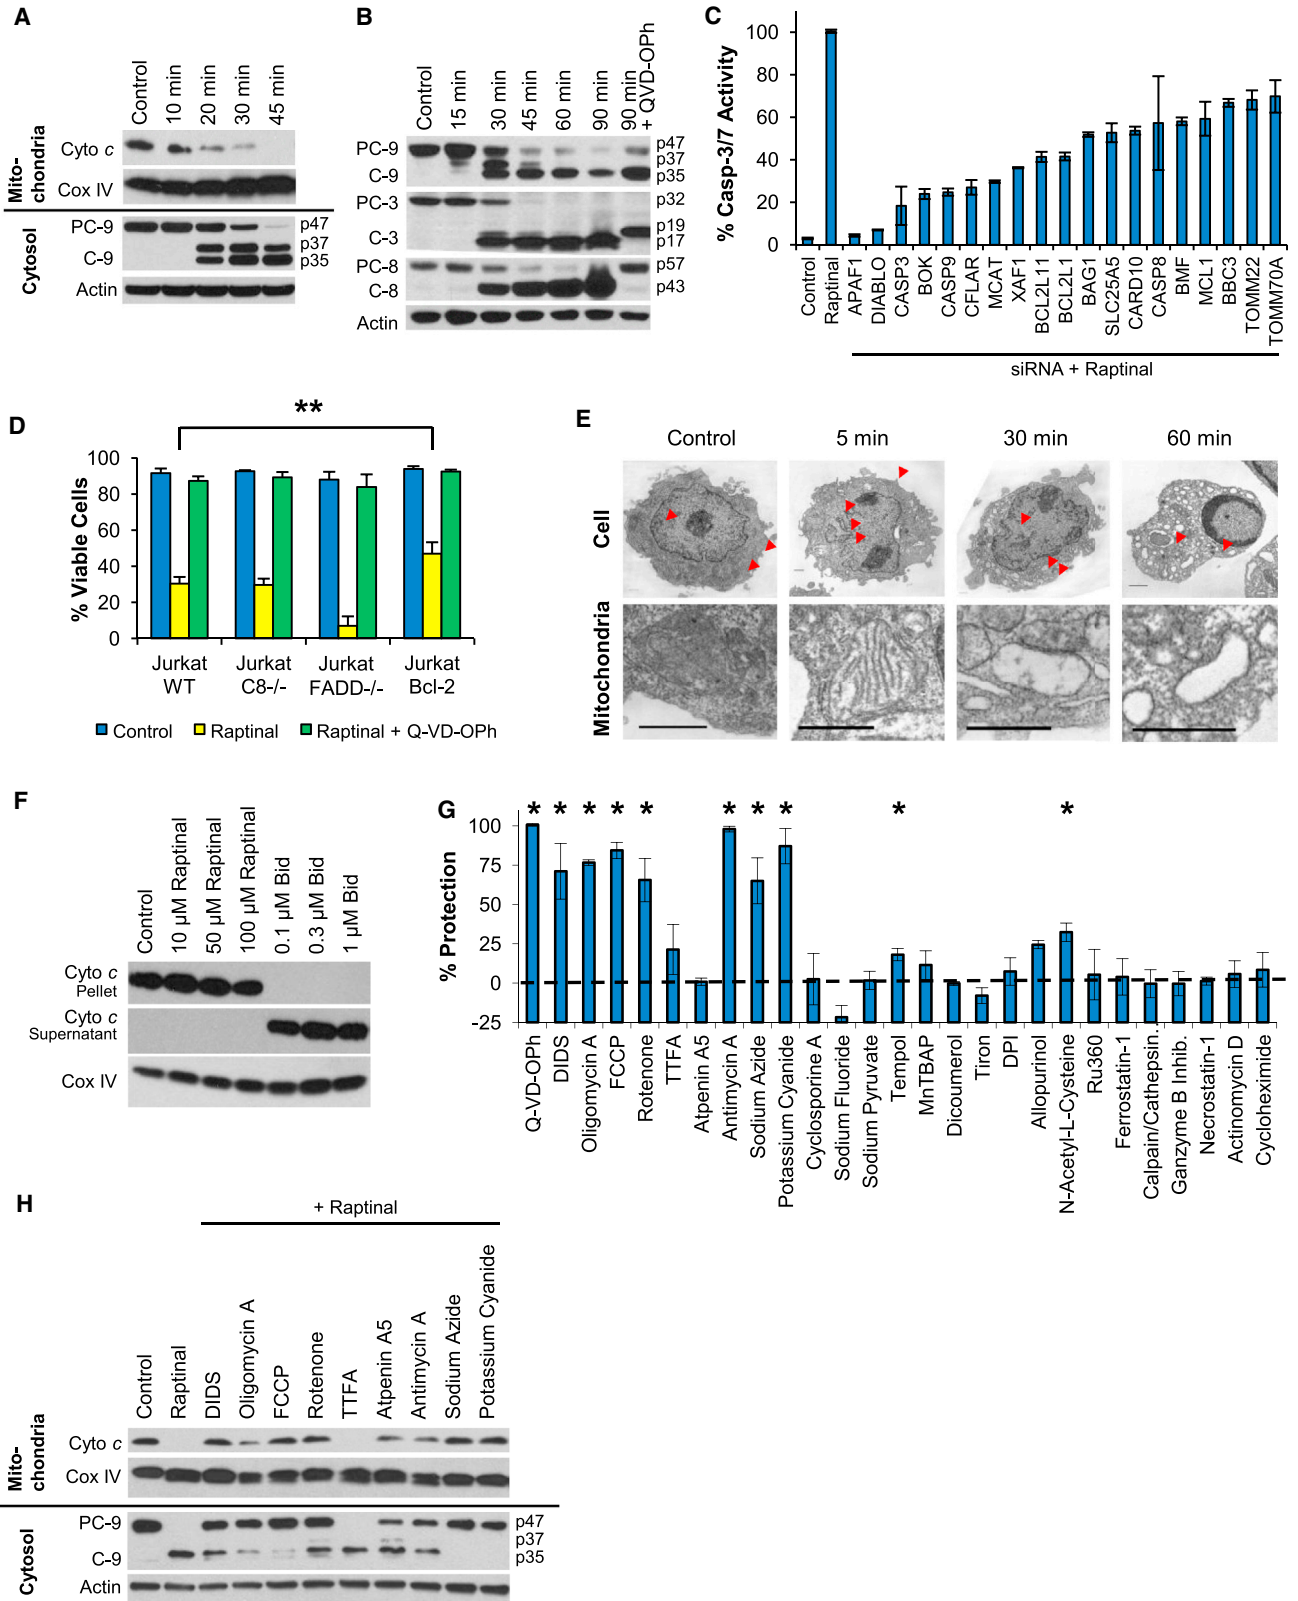 A
Control
10 min
20 min
30 min
45 min
Mito-
chondria
Cyto c
Cox IV
Cytosol
PC-9
C-9
Actin
p47
p37
p35
B
Control
15 min
30 min
45 min
60 min
90 min
90 min
+ QVD-OPh
PC-9
C-9
PC-3
C-3
PC-8
C-8
Actin
p47
p37
p35
p32
p19
p17
p57
p43
C
% Casp-3/7 Activity
100
80
60
40
20
0
Control
Raptinal
APAF1
DIABLO
CASP3
BOK
CASP9
CFLAR
MCAT
XAF1
BCL2L11
BCL2L1
BAG1
SLC25A5
CARD10
CASP8
BMF
MCL1
BBC3
TOMM22
TOMM70A
siRNA + Raptinal
D
**
% Viable Cells
100
80
60
40
20
0
Jurkat
WT
Jurkat
C8-/-
Jurkat
FADD-/-
Jurkat
Bcl-2
Control
Raptinal
Raptinal + Q-VD-OPh
E
Control
5 min
30 min
60 min
Cell
Mitochondria
F
Control
10 µM Raptinal
50 µM Raptinal
100 µM Raptinal
0.1 µM Bid
0.3 µM Bid
1 µM Bid
Cyto c
Pellet
Cyto c
Supernatant
Cox IV
G
* * * * * * * * * *
% Protection
100
75
50
25
0
-25
Q-VD-OPh
DIDS
Oligomycin A
FCCP
Rotenone
TTFA
Atpenin A5
Antimycin A
Sodium Azide
Potassium Cyanide
Cyclosporine A
Sodium Fluoride
Sodium Pyruvate
Tempol
MnTBAP
Dicoumerol
Tiron
DPI
Allopurinol
N-Acetyl-L-Cysteine
Ru360
Ferrostatin-1
Calpain/Cathepsin..
Ganzyme B Inhib.
Necrostatin-1
Actinomycin D
Cycloheximide
H
+ Raptinal
Control
Raptinal
DIDS
Oligomycin A
FCCP
Rotenone
TTFA
Atpenin A5
Antimycin A
Sodium Azide
Potassium Cyanide
Mito-
chondria
Cyto c
Cox IV
Cytosol
PC-9
C-9
Actin
p47
p37
p35